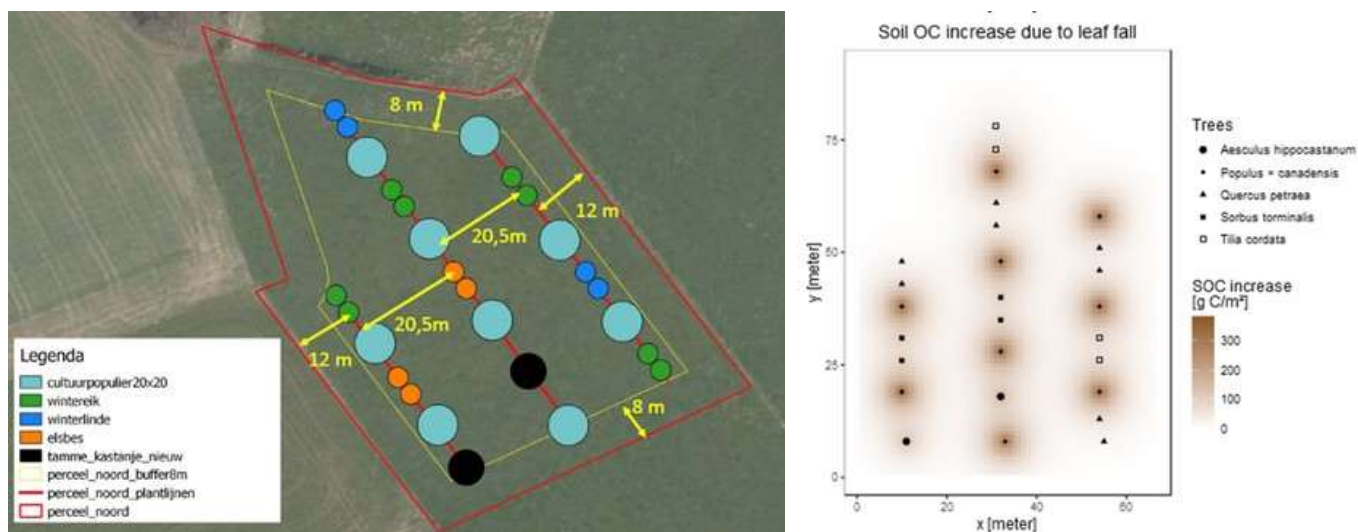 8 m
12 m
20,5m
20,5m
12 m
8 m
Legenda
cultuurpopulier20x20
wintereik
winterlinde
elsbes
tamme_kastanje_nieuw
perceel_noord_buffer8m
perceel_noord_plantlijnen
perceel_noord
Soil OC increase due to leaf fall
75
50
25
0
y [meter]
0
20
40
60
x [meter]
Trees
Aesculus hippocastanum
Populus × canadensis
Quercus petraea
Sorbus torminalis
Tilia cordata
SOC increase
[g C/m²]
300
200
100
0